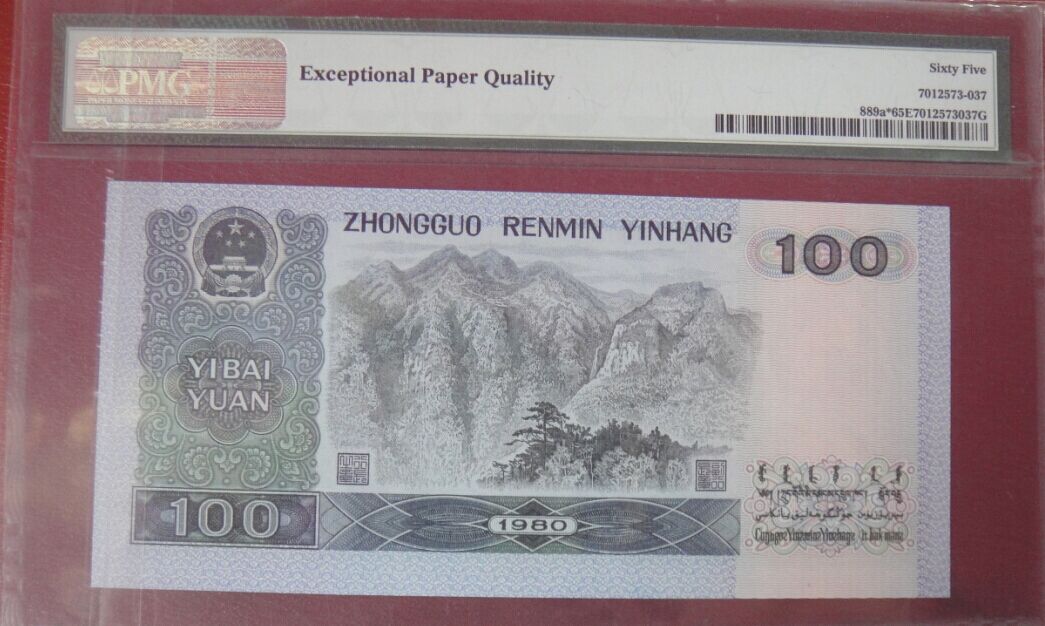 PMG
Exceptional Paper Quality
Sixty Five
7012573-037
889a*65E7012573037G
ZHONGGUO RENMIN YINHANG
100
YIBAI
YUAN
100
1980